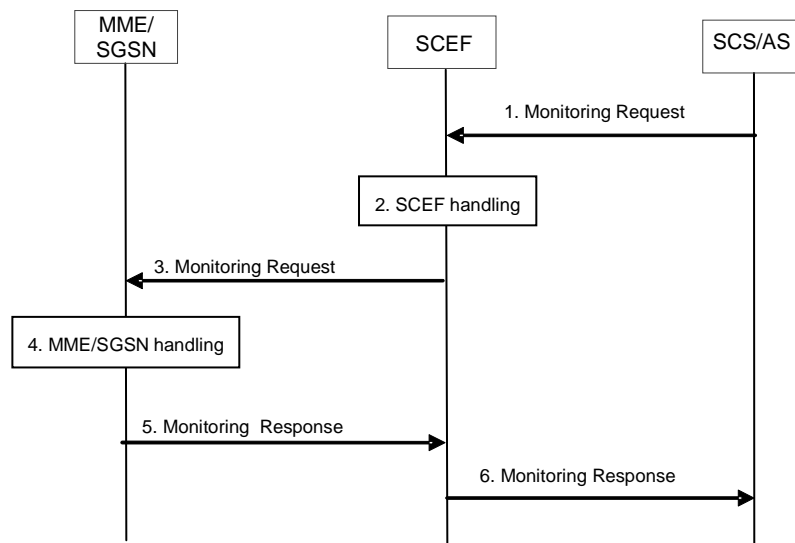 MME/
SGSN
SCEF
SCS/AS
1. Monitoring Request
2. SCEF handling
3. Monitoring Request
4. MME/SGSN handling
5. Monitoring Response
6. Monitoring Response